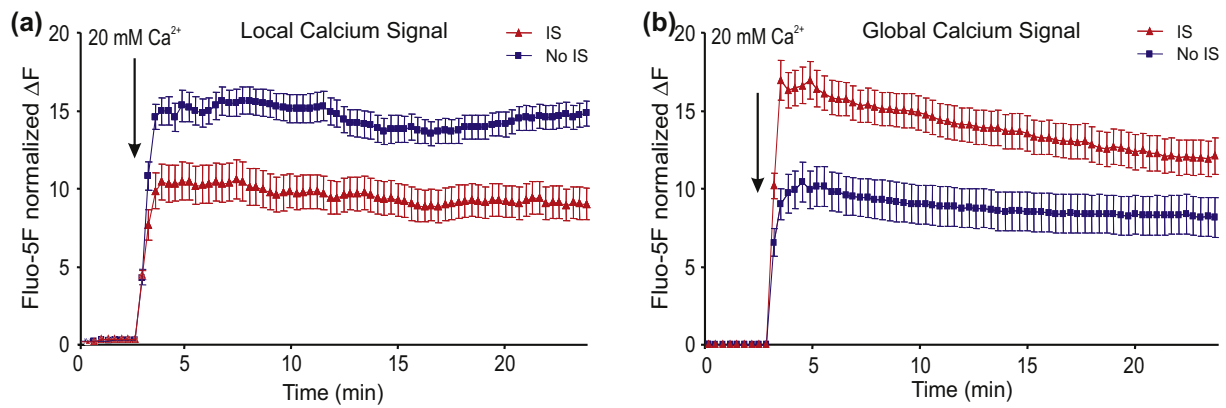 (a)
Local Calcium Signal
20 mM Ca²⁺
IS
No IS
Fluo-5F normalized ΔF
20
15
10
5
0
0
5
10
15
20
Time (min)
(b)
Global Calcium Signal
20 mM Ca²⁺
IS
No IS
Fluo-5F normalized ΔF
20
15
10
5
0
0
5
10
15
20
Time (min)